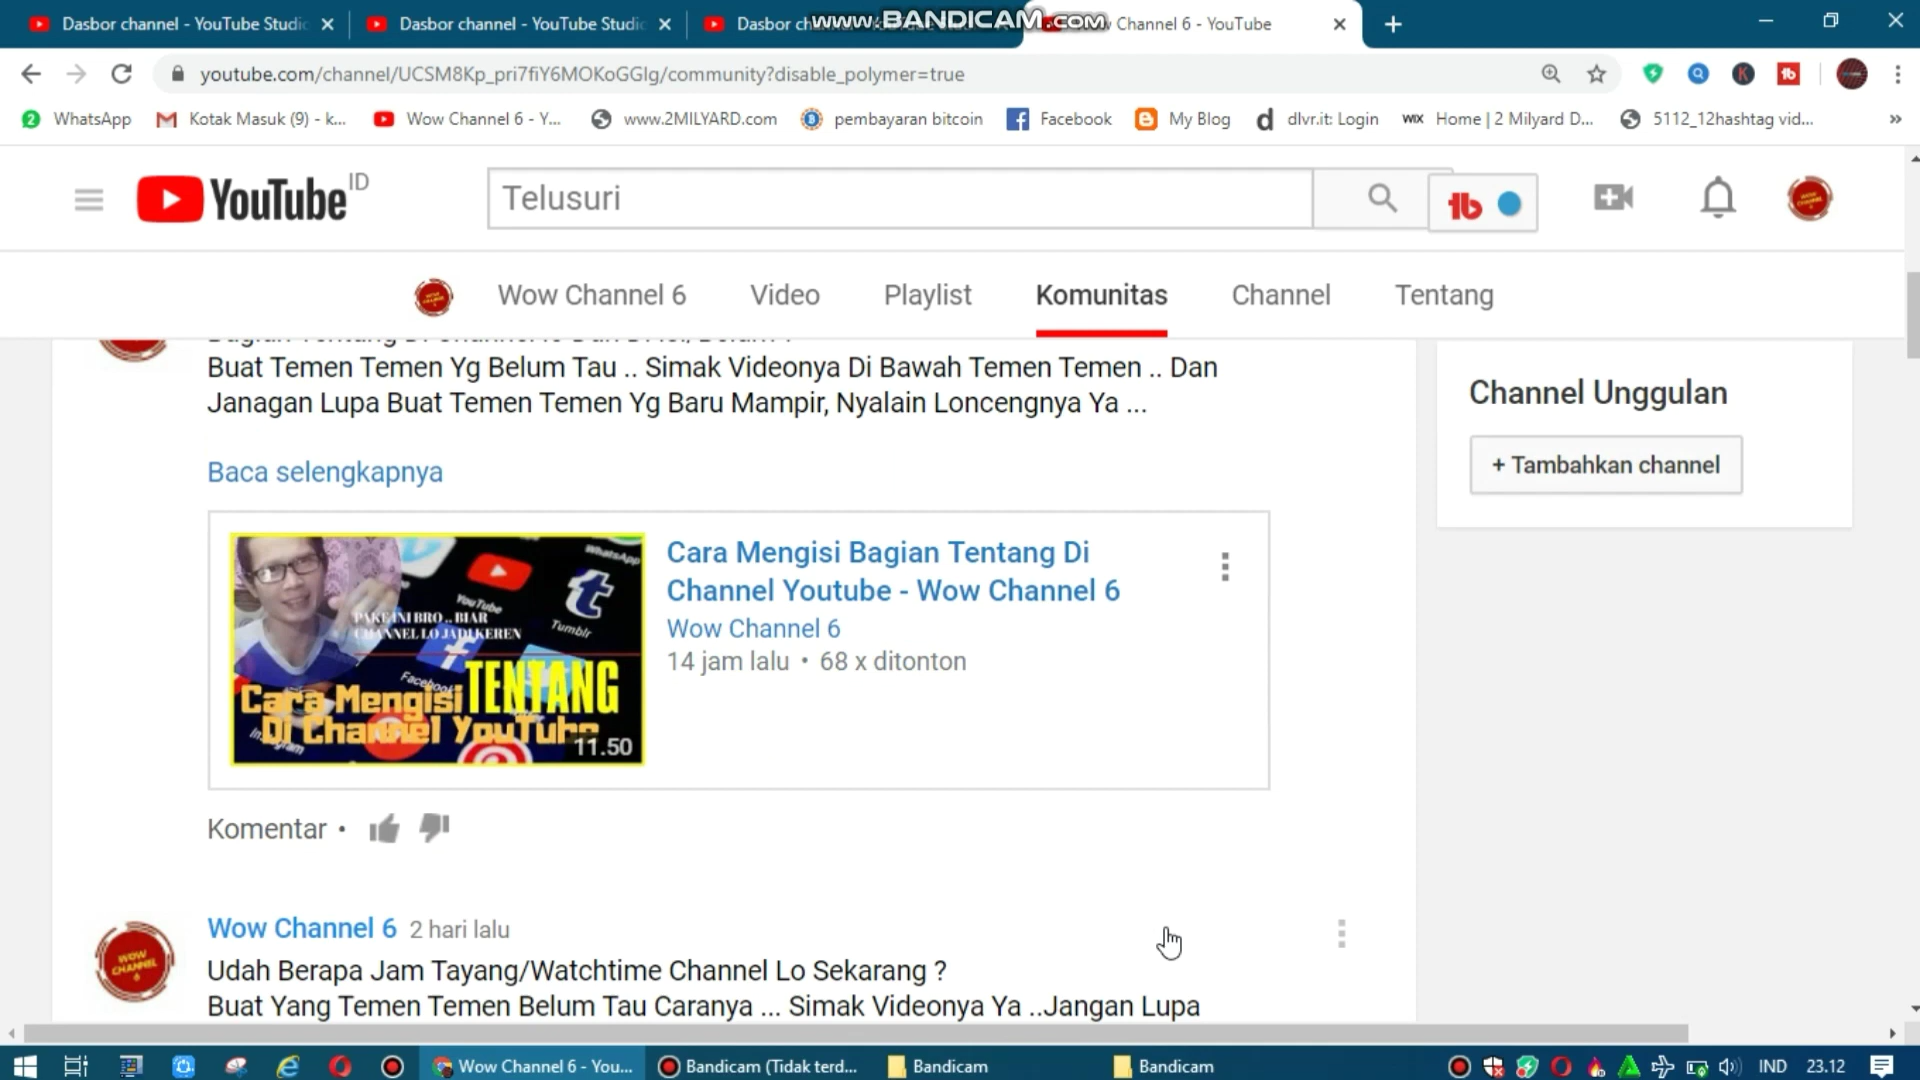 Dasbor channel - YouTube Studio
Dasbor channel - YouTube Studio
Dasbor
www.BANDICAM.com
Channel 6 - YouTube
youtube.com/channel/UCSM8Kp_pri7fiY6MOKoGGIg/community?disable_polymer=true
WhatsApp
Kotak Masuk (9) - k...
Wow Channel 6 - Y...
www.2MILYARD.com
pembayaran bitcoin
Facebook
My Blog
dlvr.it: Login
WIX
Home | 2 Milyard D...
5112_12hashtag vid...
»
YouTube ID
Telusuri
Wow Channel 6
Video
Playlist
Komunitas
Channel
Tentang
Buat Temen Temen Yg Belum Tau .. Simak Videonya Di Bawah Temen Temen .. Dan
Janagan Lupa Buat Temen Temen Yg Baru Mampir, Nyalain Loncengnya Ya ...
Baca selengkapnya
Channel Unggulan
+ Tambahkan channel
WhatsApp
YouTube
Tumblr
PAKE INI BRO .. BIAR
CHANNEL LO JADI KEREN
Facebook
Cara Mengisi TENTANG
Di Channel YouTube
11.50
Cara Mengisi Bagian Tentang Di
Channel Youtube - Wow Channel 6
Wow Channel 6
14 jam lalu • 68 x ditonton
Komentar •
WOW
CHANNEL
6
Wow Channel 6 2 hari lalu
Udah Berapa Jam Tayang/Watchtime Channel Lo Sekarang ?
Buat Yang Temen Temen Belum Tau Caranya ... Simak Videonya Ya ..Jangan Lupa
Wow Channel 6 - You...
Bandicam (Tidak terd...
Bandicam
Bandicam
IND
23.12